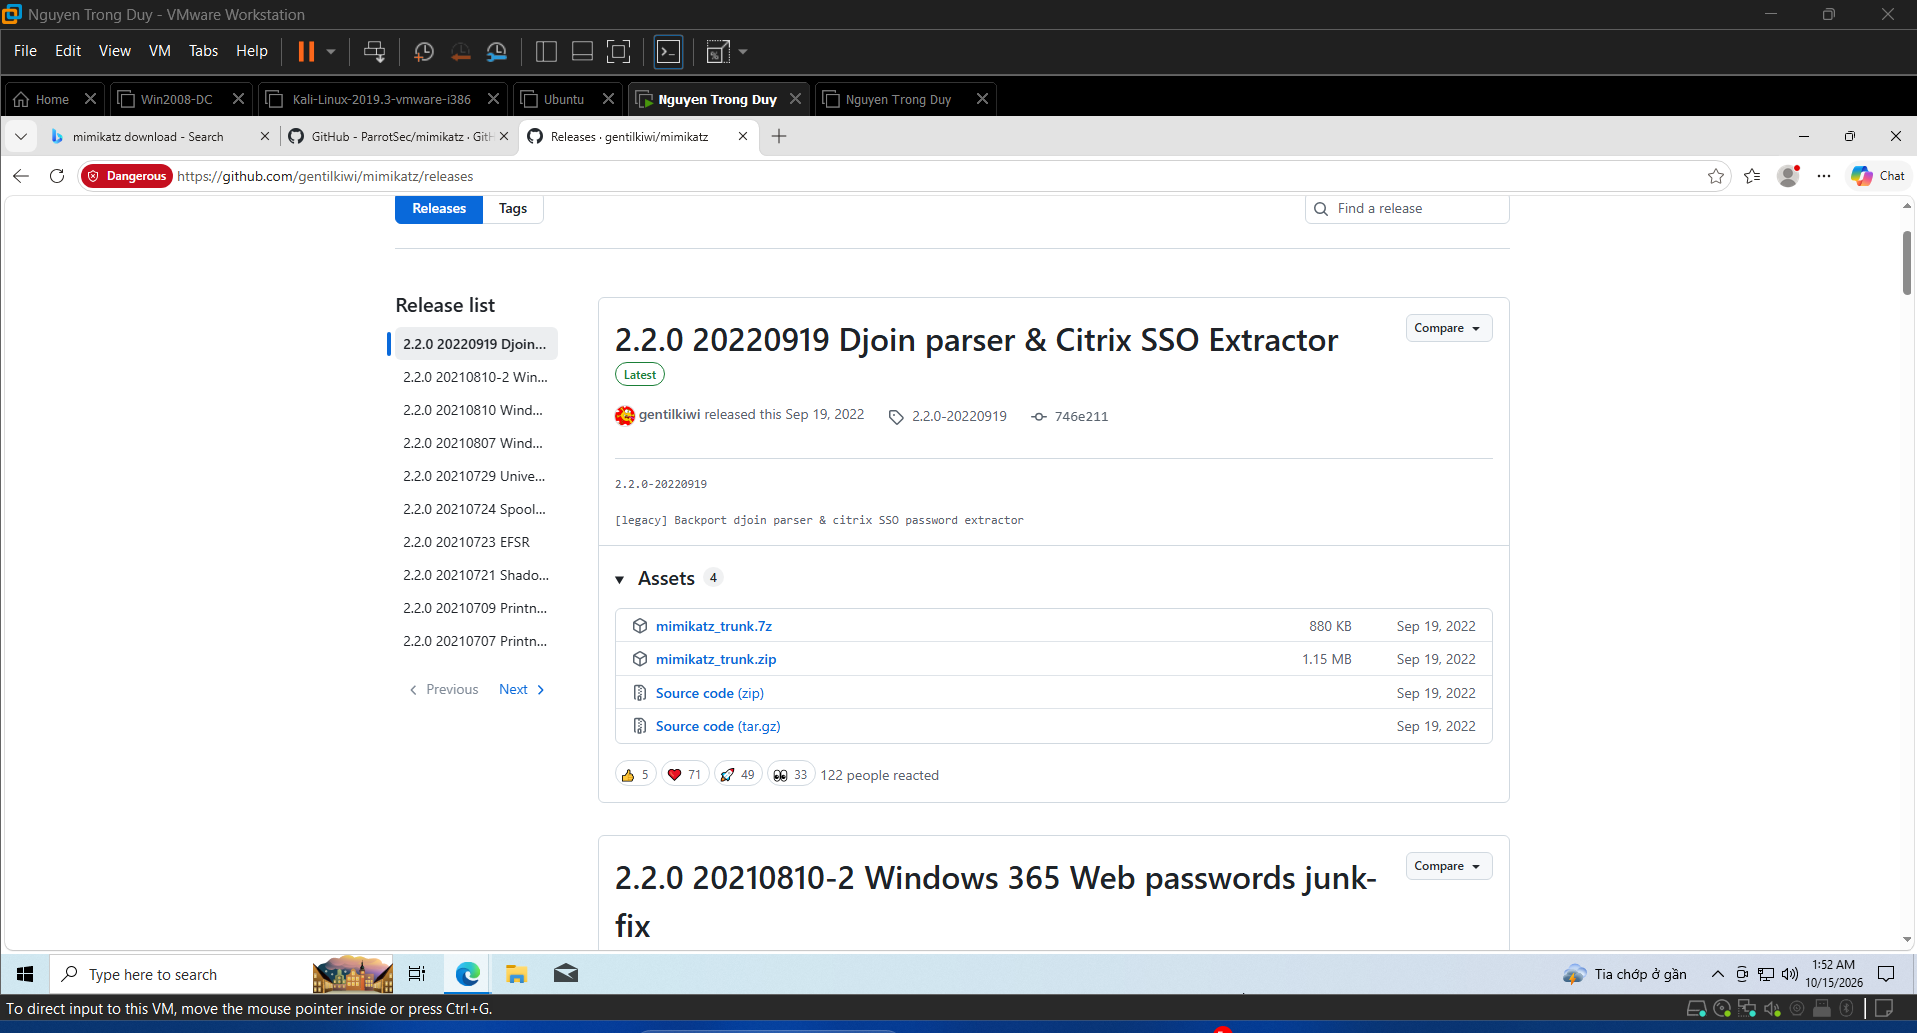 Nguyen Trong Duy - VMware Workstation
File Edit View VM Tabs Help
Home Win2008-DC Kali-Linux-2019.3-vmware-i386 Ubuntu Nguyen Trong Duy Nguyen Trong Duy
mimikatz download - Search GitHub - ParrotSec/mimikatz · GitH Releases · gentilkiwi/mimikatz
Dangerous https://github.com/gentilkiwi/mimikatz/releases Chat
Releases Tags Find a release
Release list
2.2.0 20220919 Djoin...
2.2.0 20210810-2 Win...
2.2.0 20210810 Wind...
2.2.0 20210807 Wind...
2.2.0 20210729 Unive...
2.2.0 20210724 Spool...
2.2.0 20210723 EFSR
2.2.0 20210721 Shado...
2.2.0 20210709 Printn...
2.2.0 20210707 Printn...
Previous Next
2.2.0 20220919 Djoin parser & Citrix SSO Extractor
Compare
Latest
gentilkiwi released this Sep 19, 2022 2.2.0-20220919 746e211
2.2.0-20220919
[legacy] Backport djoin parser & citrix SSO password extractor
Assets 4
mimikatz_trunk.7z 880 KB Sep 19, 2022
mimikatz_trunk.zip 1.15 MB Sep 19, 2022
Source code (zip) Sep 19, 2022
Source code (tar.gz) Sep 19, 2022
5 71 49 33 122 people reacted
2.2.0 20210810-2 Windows 365 Web passwords junk-
fix
Compare
Type here to search
Tia chớp ở gần
1:52 AM
10/15/2026
To direct input to this VM, move the mouse pointer inside or press Ctrl+G.